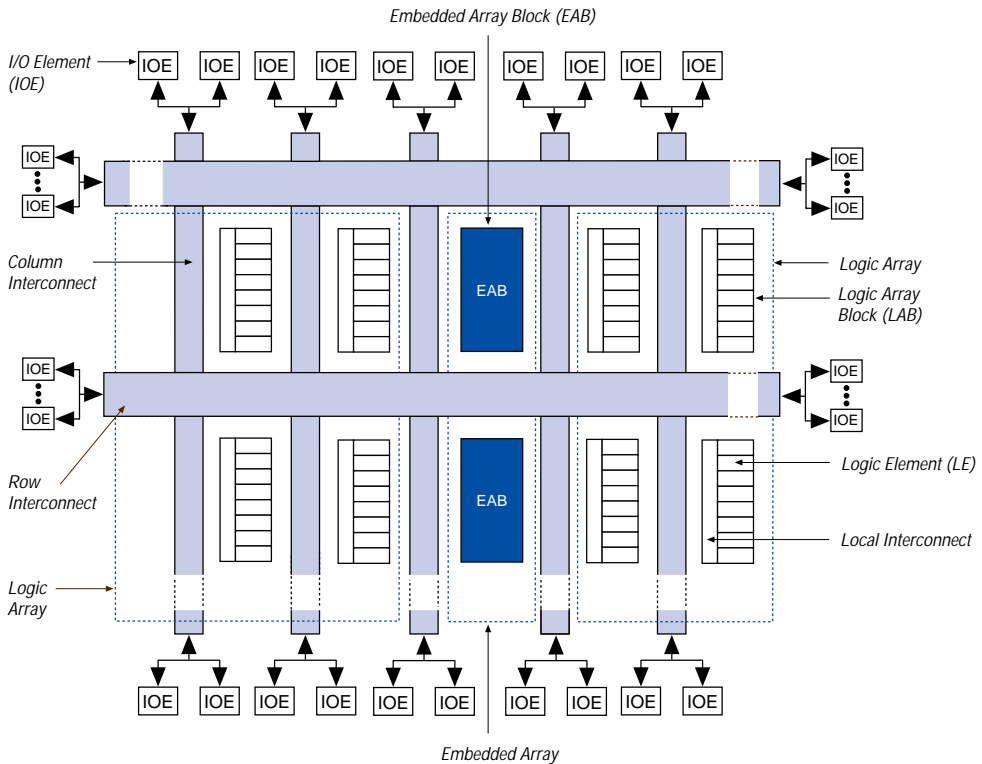 Embedded Array Block (EAB)
I/O Element
(IOE)
IOE IOE IOE IOE IOE IOE IOE IOE IOE IOE
IOE IOE
IOE IOE
Column
Interconnect
EAB
Logic Array
Logic Array
Block (LAB)
IOE IOE
IOE IOE
Row
Interconnect
EAB
Logic Element (LE)
Local Interconnect
Logic
Array
IOE IOE IOE IOE IOE IOE IOE IOE IOE IOE
Embedded Array